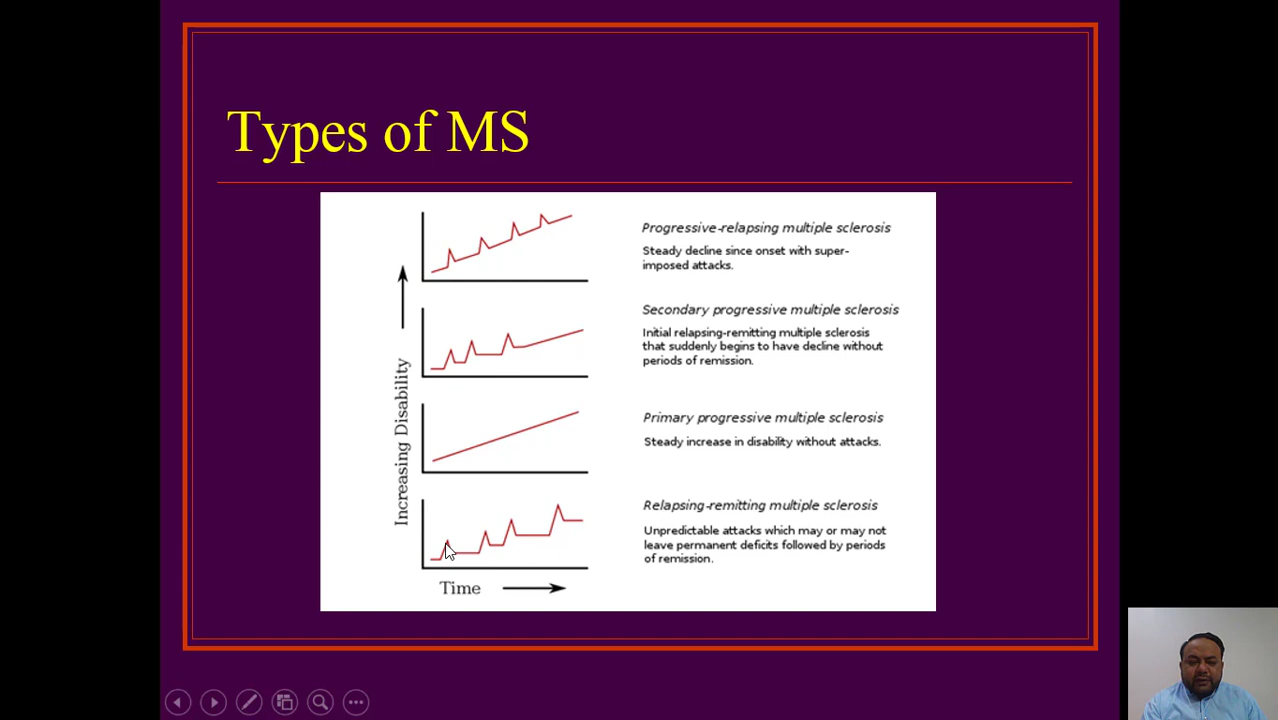 Types of MS
Progressive-relapsing multiple sclerosis
Steady decline since onset with super-
imposed attacks.
Secondary progressive multiple sclerosis
Initial relapsing-remitting multiple sclerosis
that suddenly begins to have decline without
periods of remission.
Primary progressive multiple sclerosis
Steady increase in disability without attacks.
Relapsing-remitting multiple sclerosis
Unpredictable attacks which may or may not
leave permanent deficits followed by periods
of remission.
Increasing Disability
Time